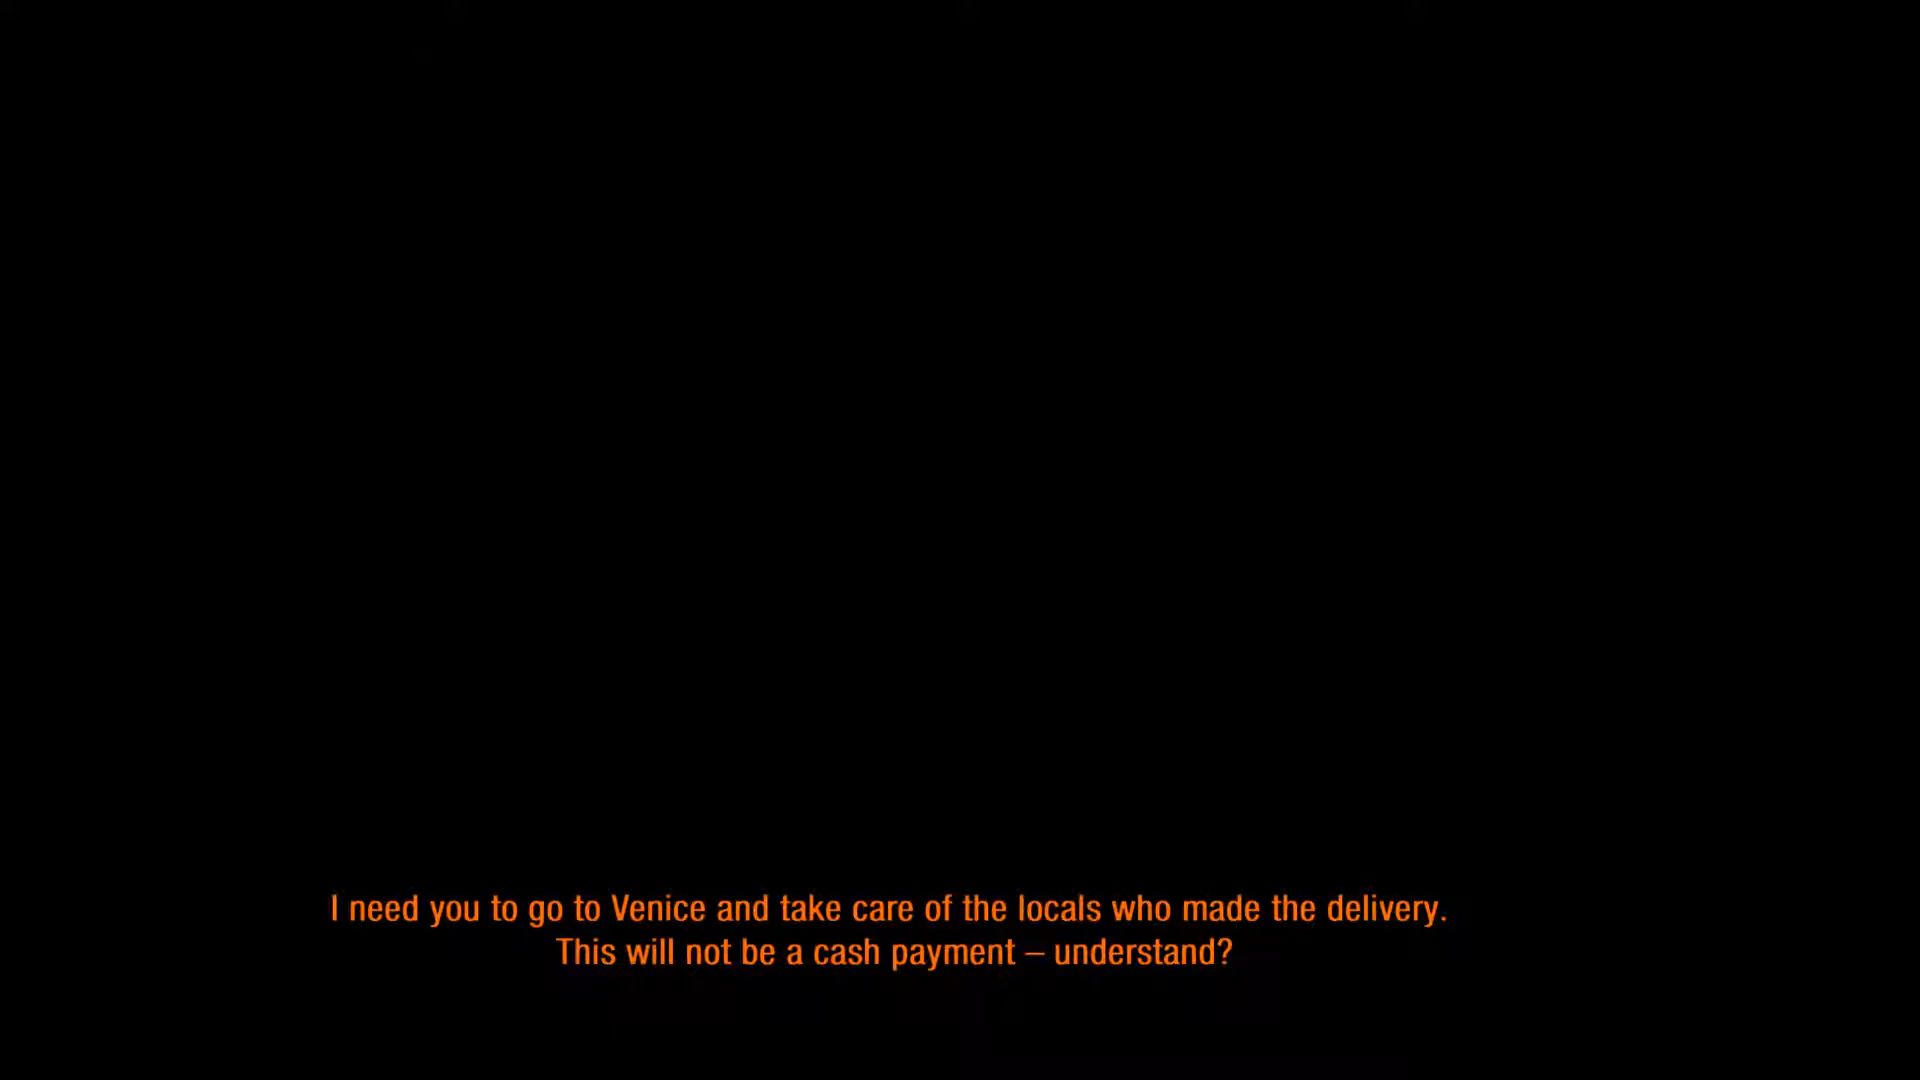 I need you to go to Venice and take care of the locals who made the delivery.
This will not be a cash payment – understand?